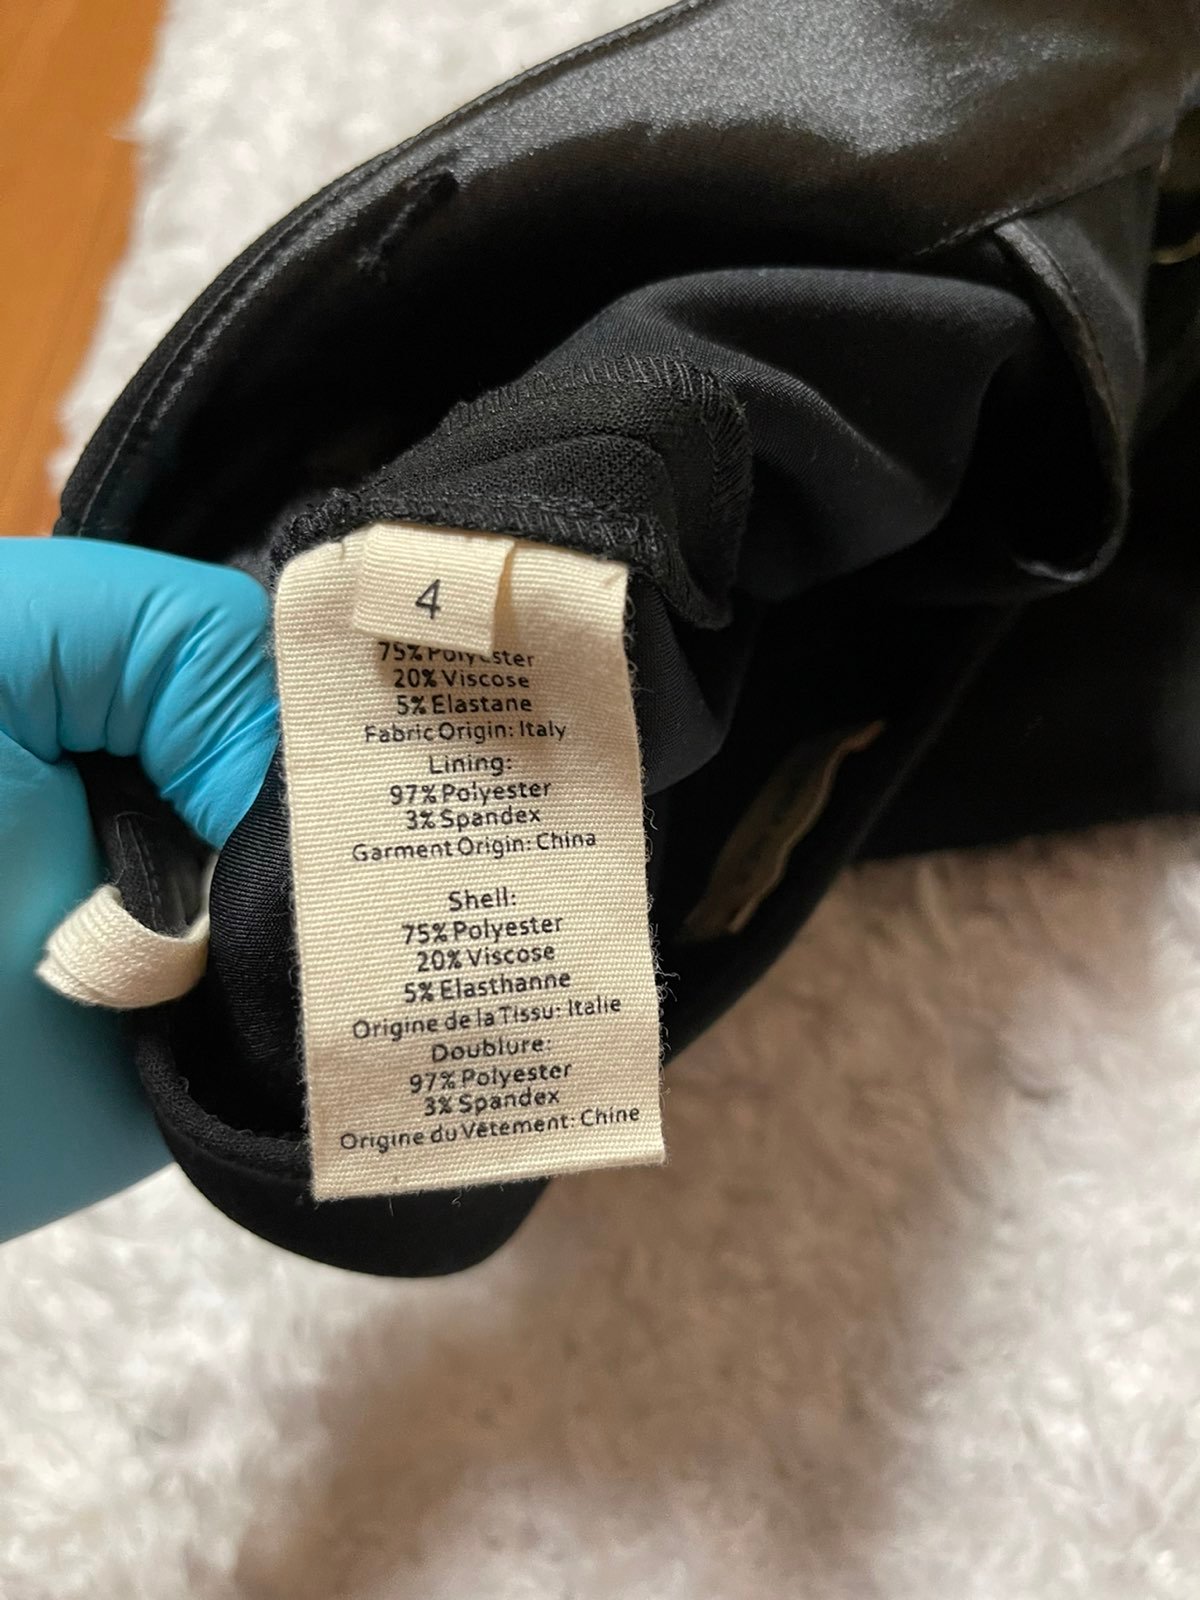 4
75% Polyester
20% Viscose
5% Elastane
Fabric Origin: Italy
Lining:
97% Polyester
3% Spandex
Garment Origin: China
Shell:
75% Polyester
20% Viscose
5% Elasthanne
Origine de la Tissu: Italie
Doublure:
97% Polyester
3% Spandex
Origine du Vêtement: Chine